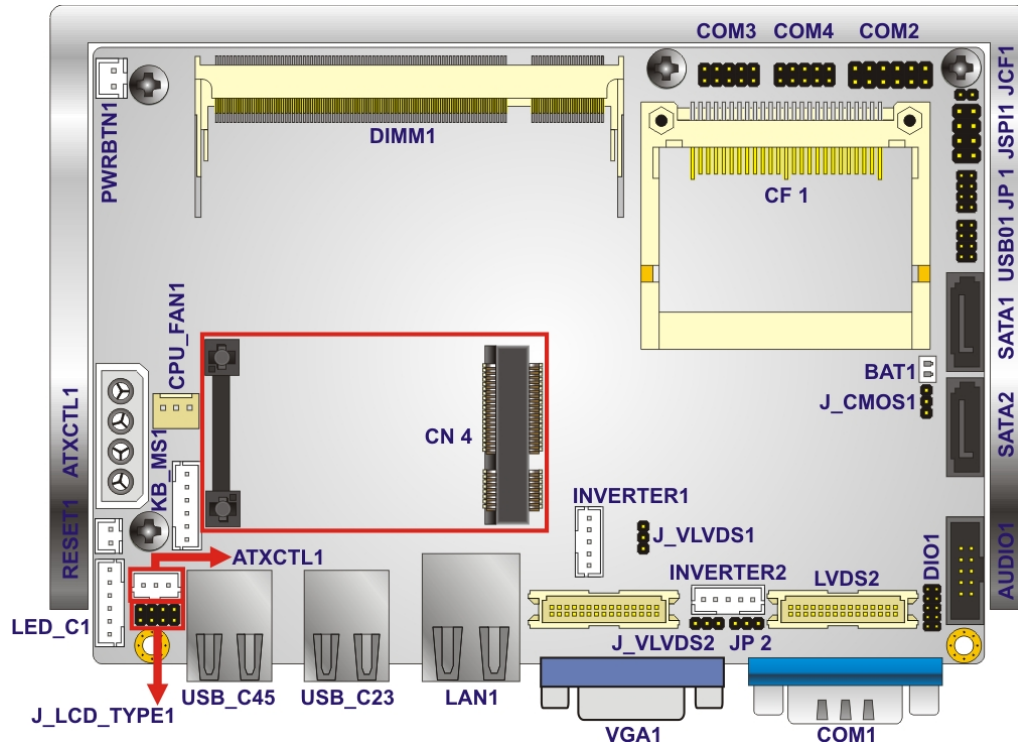 COM3
COM4
COM2
JCF1
PWRBTN1
DIMM1
JSPI1
CF 1
JP 1
USB01
CPU_FAN1
SATA1
BAT1
J_CMOS1
ATXCTL1
CN 4
SATA2
KB_MS1
INVERTER1
RESET1
J_VLVDS1
ATXCTL1
INVERTER2
LVDS2
DIO1
AUDIO1
LED_C1
J_VLVDS2
JP 2
USB_C45
USB_C23
LAN1
J_LCD_TYPE1
VGA1
COM1